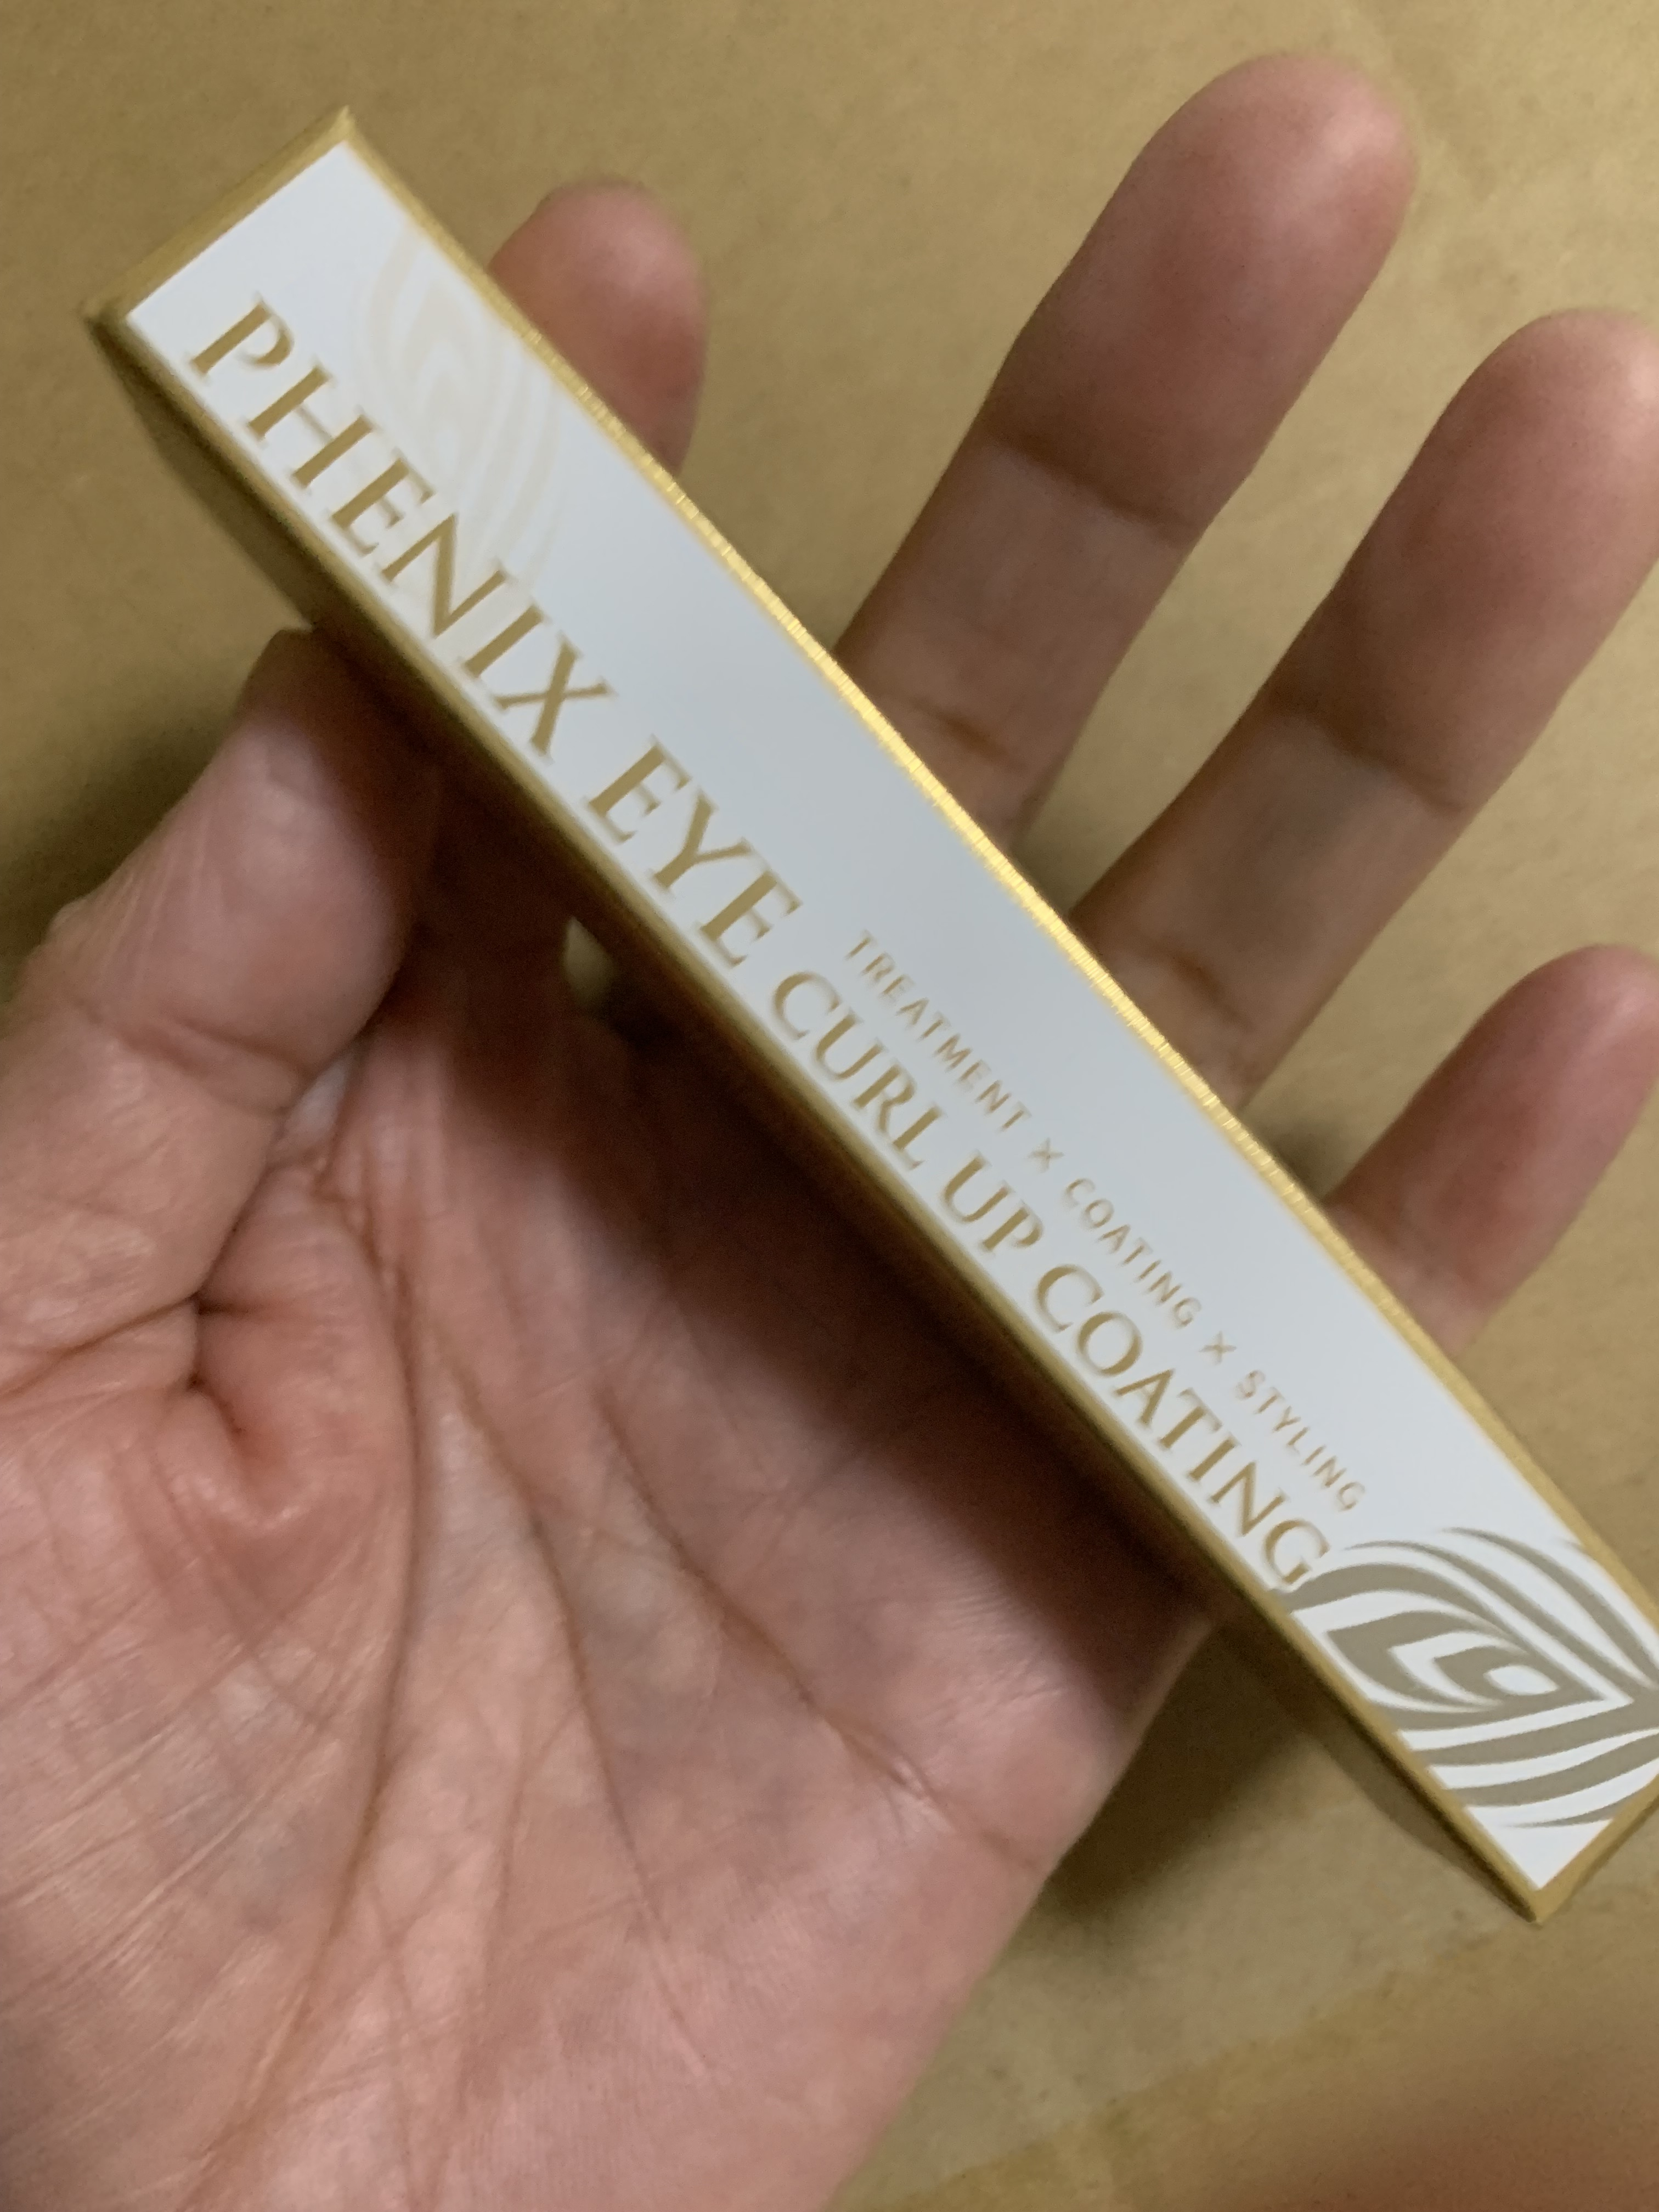 PHENIX EYE CURL UP COATING
TREATMENT × COATING × STYLING